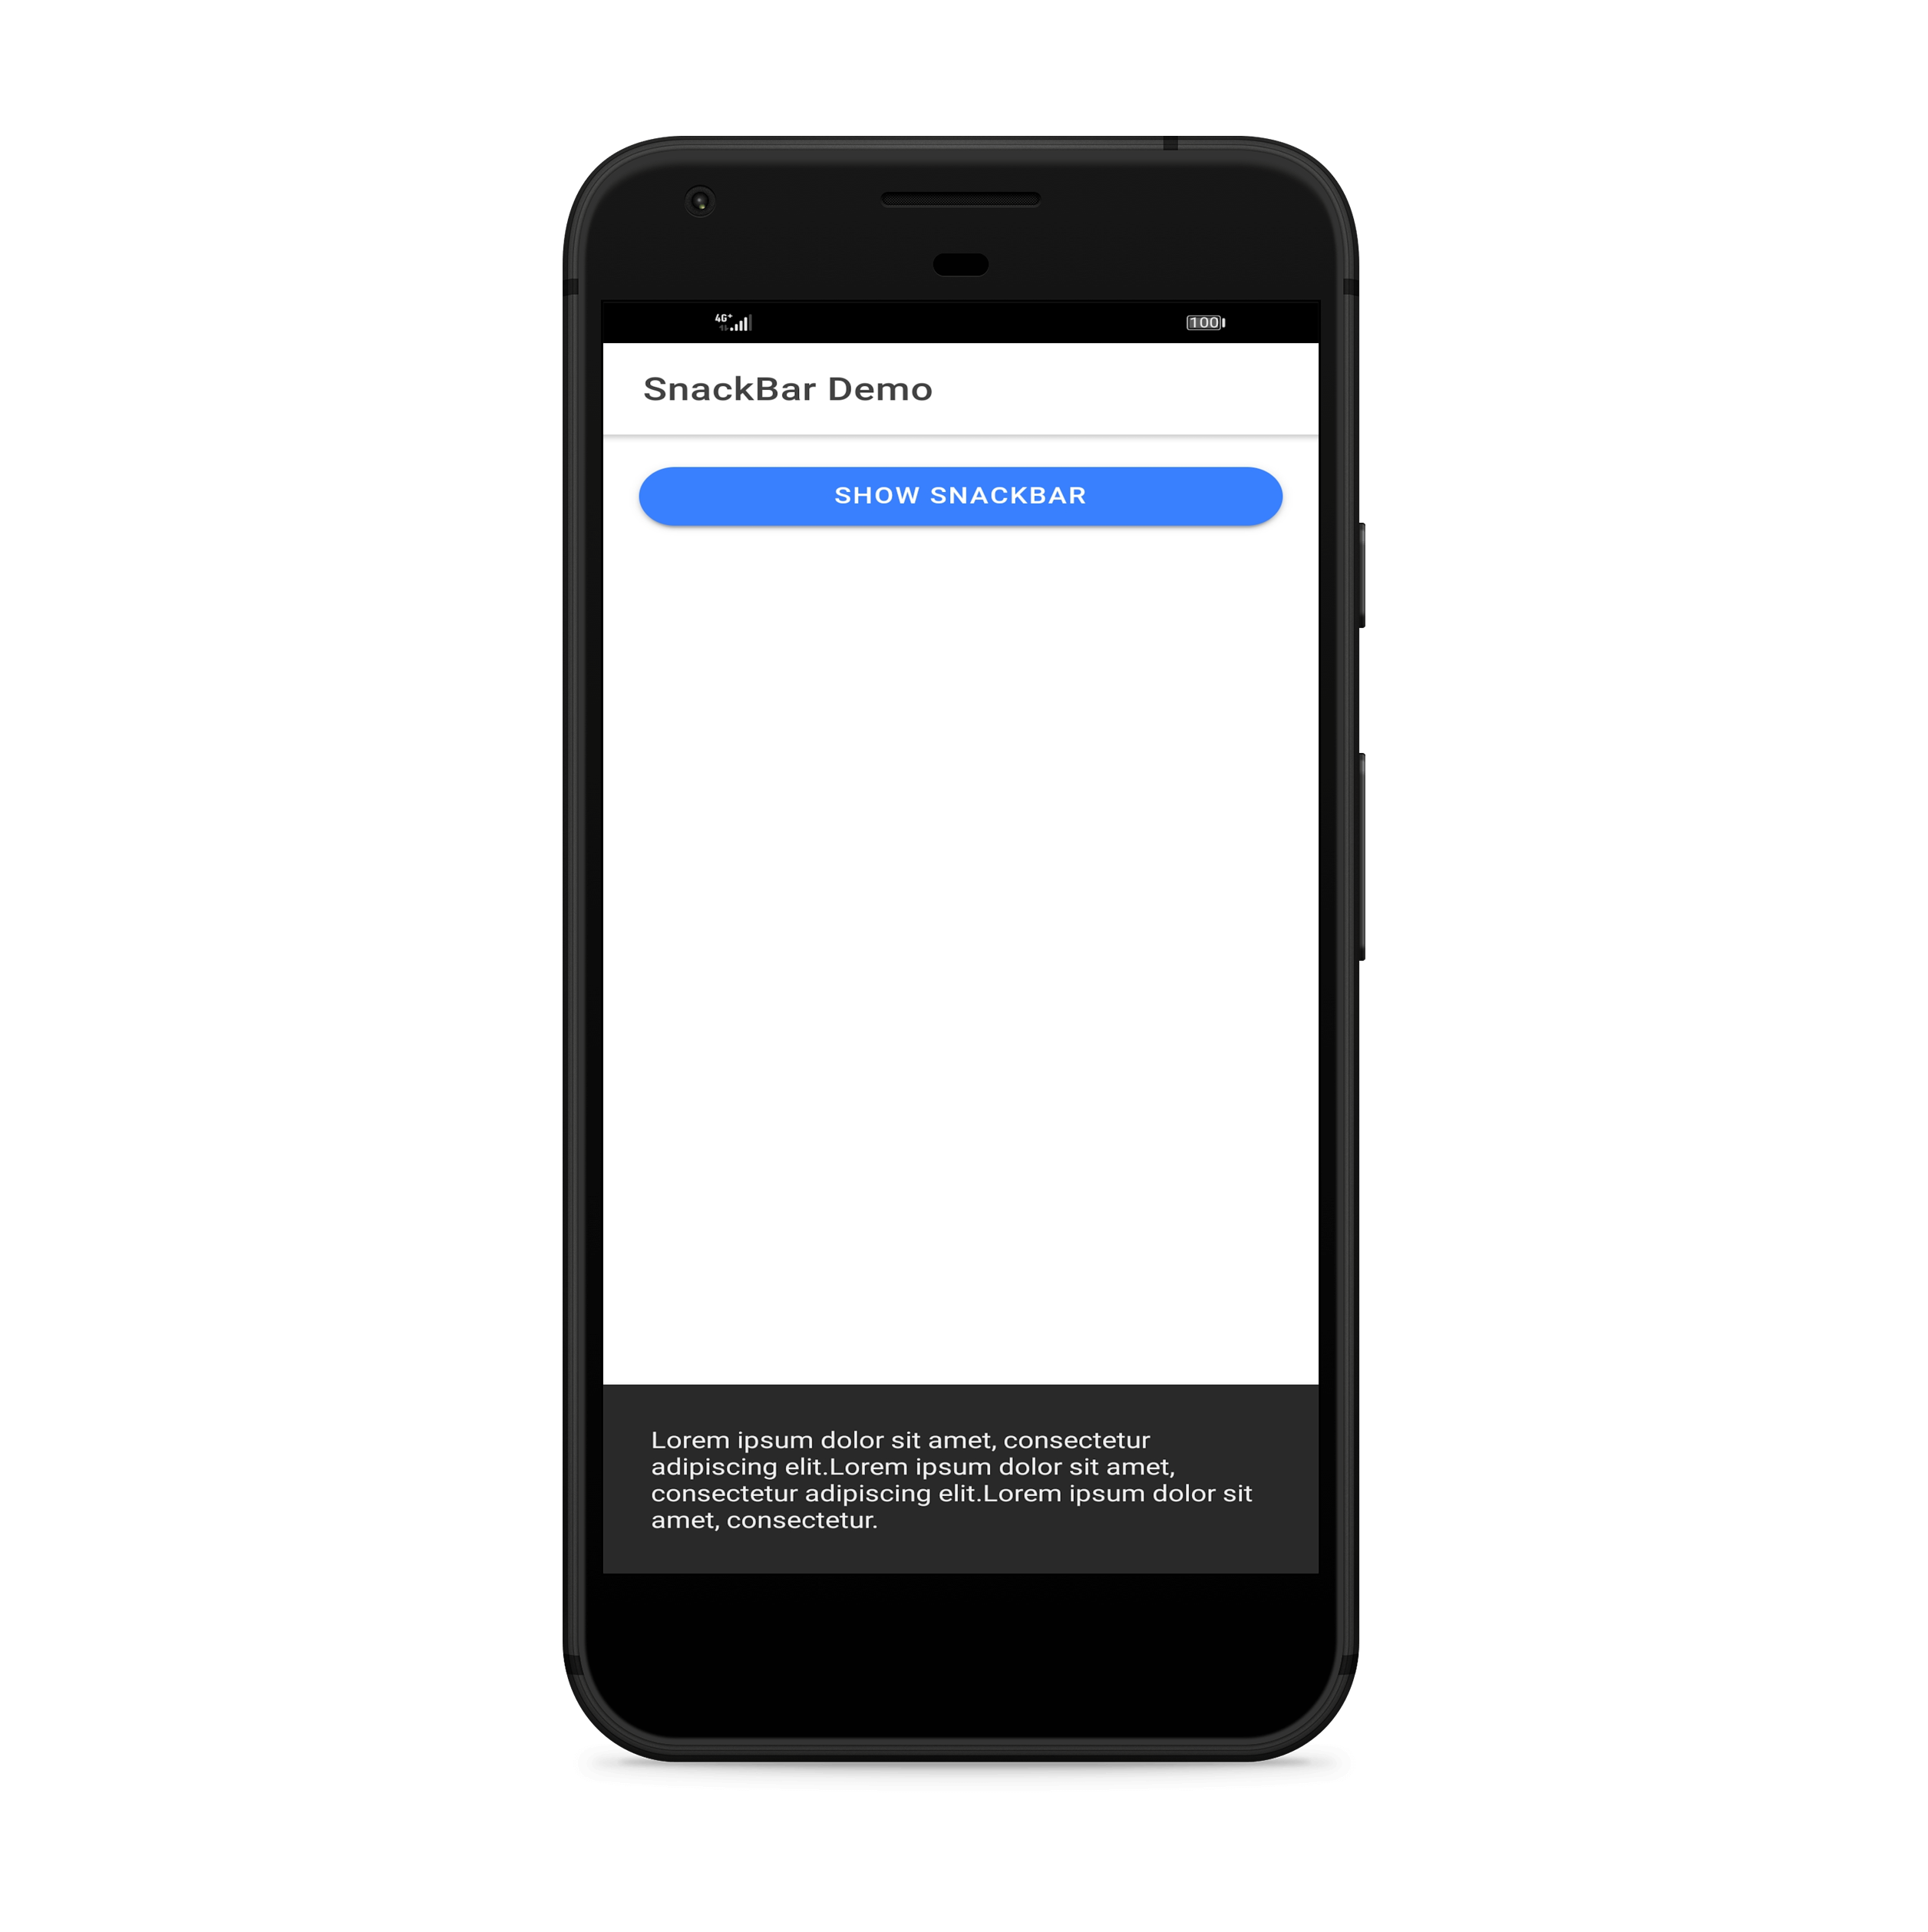 4G+ 100
SnackBar Demo
SHOW SNACKBAR
Lorem ipsum dolor sit amet, consectetur
adipiscing elit.Lorem ipsum dolor sit amet,
consectetur adipiscing elit.Lorem ipsum dolor sit
amet, consectetur.